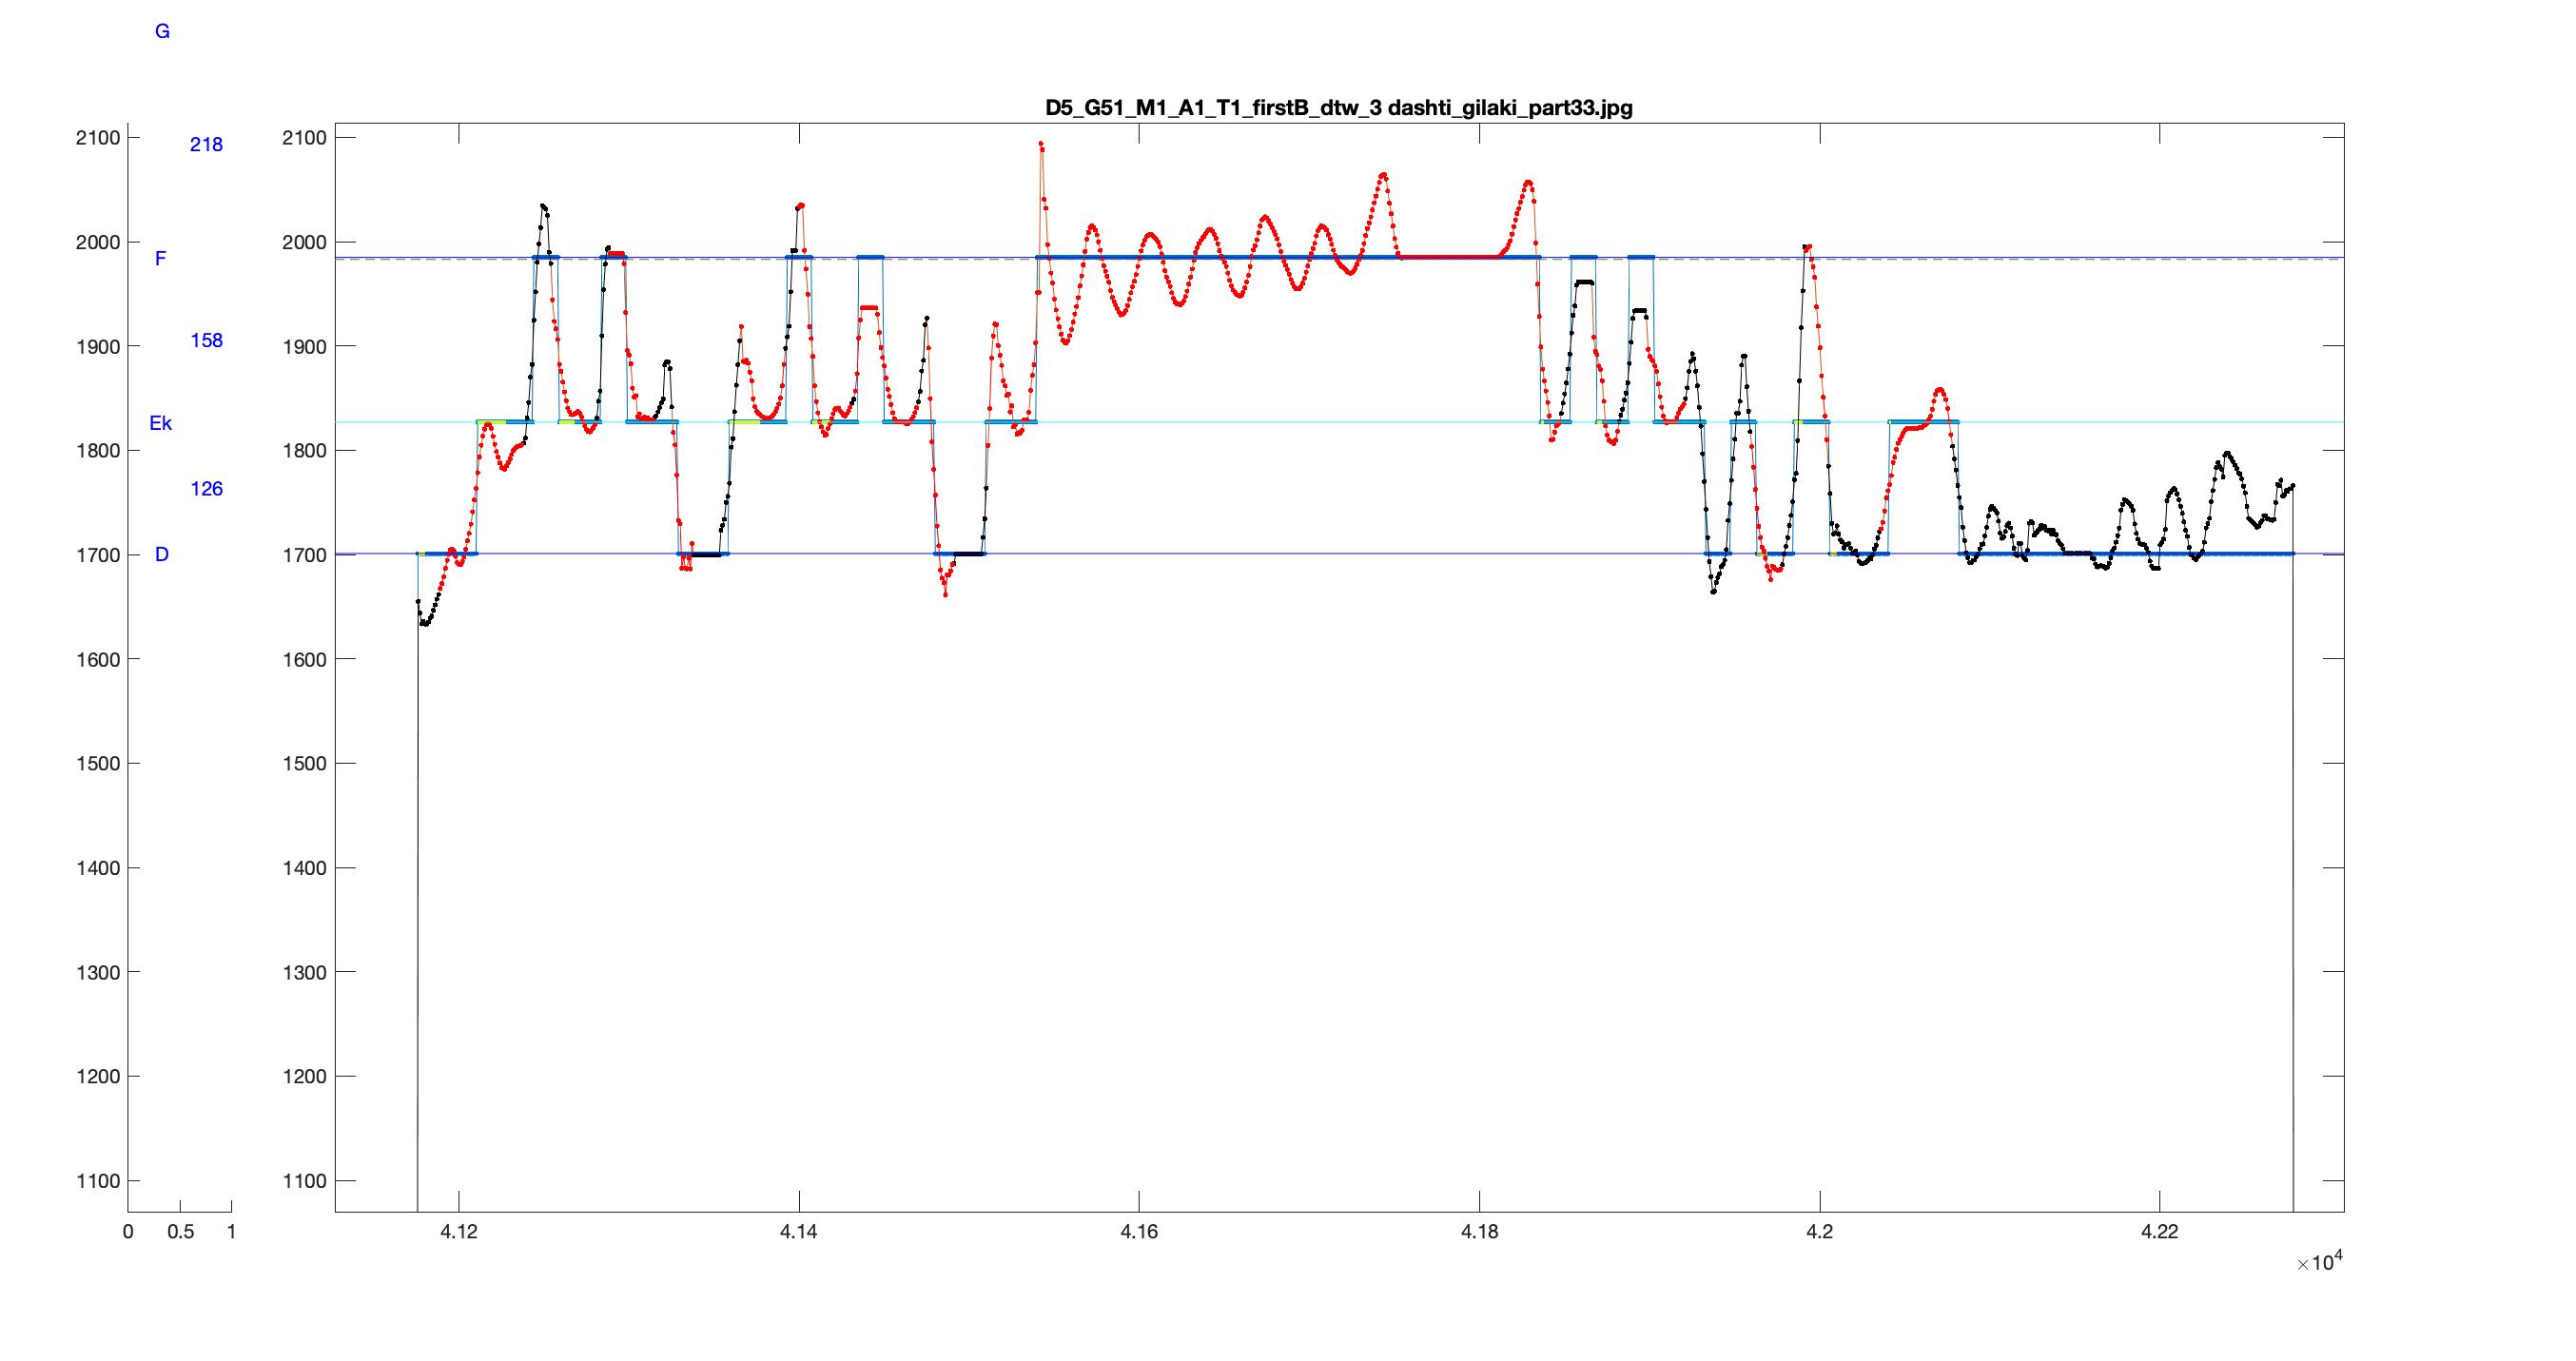 G
D5_G51_M1_A1_T1_firstB_dtw_3 dashti_gilaki_part33.jpg
2100 218 2100
2000 F 2000
1900 158 1900
Ek
1800 1800
126
1700 D 1700
1600 1600
1500 1500
1400 1400
1300 1300
1200 1200
1100 1100
0 0.5 1 4.12 4.14 4.16 4.18 4.2 4.22
×10⁴